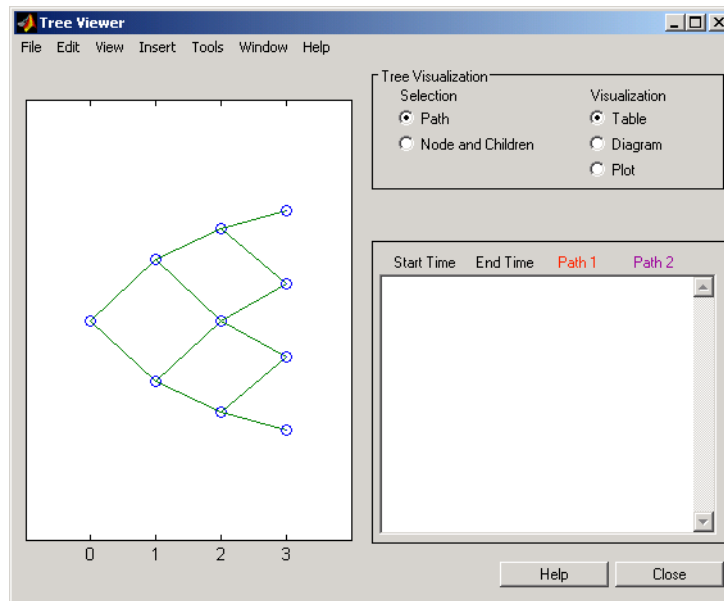 Tree Viewer
File Edit View Insert Tools Window Help
Tree Visualization
Selection
Visualization
Path
Table
Node and Children
Diagram
Plot
Start Time End Time Path 1 Path 2
0 1 2 3
Help
Close